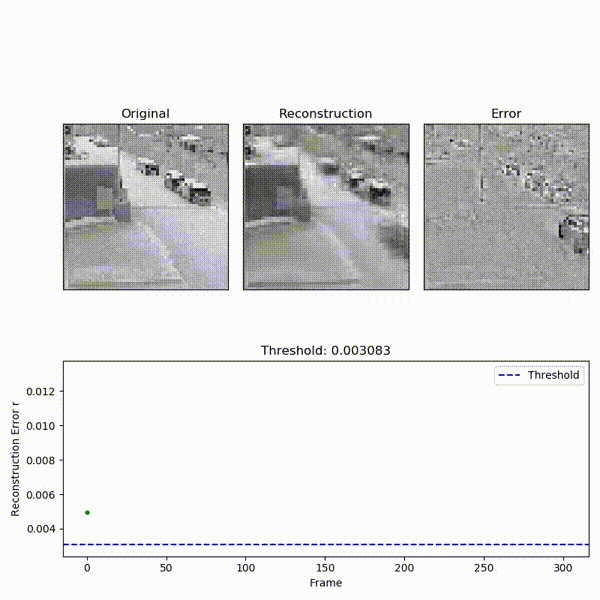 Original Reconstruction Error
Threshold: 0.003083
Threshold
0.012
0.010
0.008
0.006
0.004
Reconstruction Error r
0 50 100 150 200 250 300
Frame